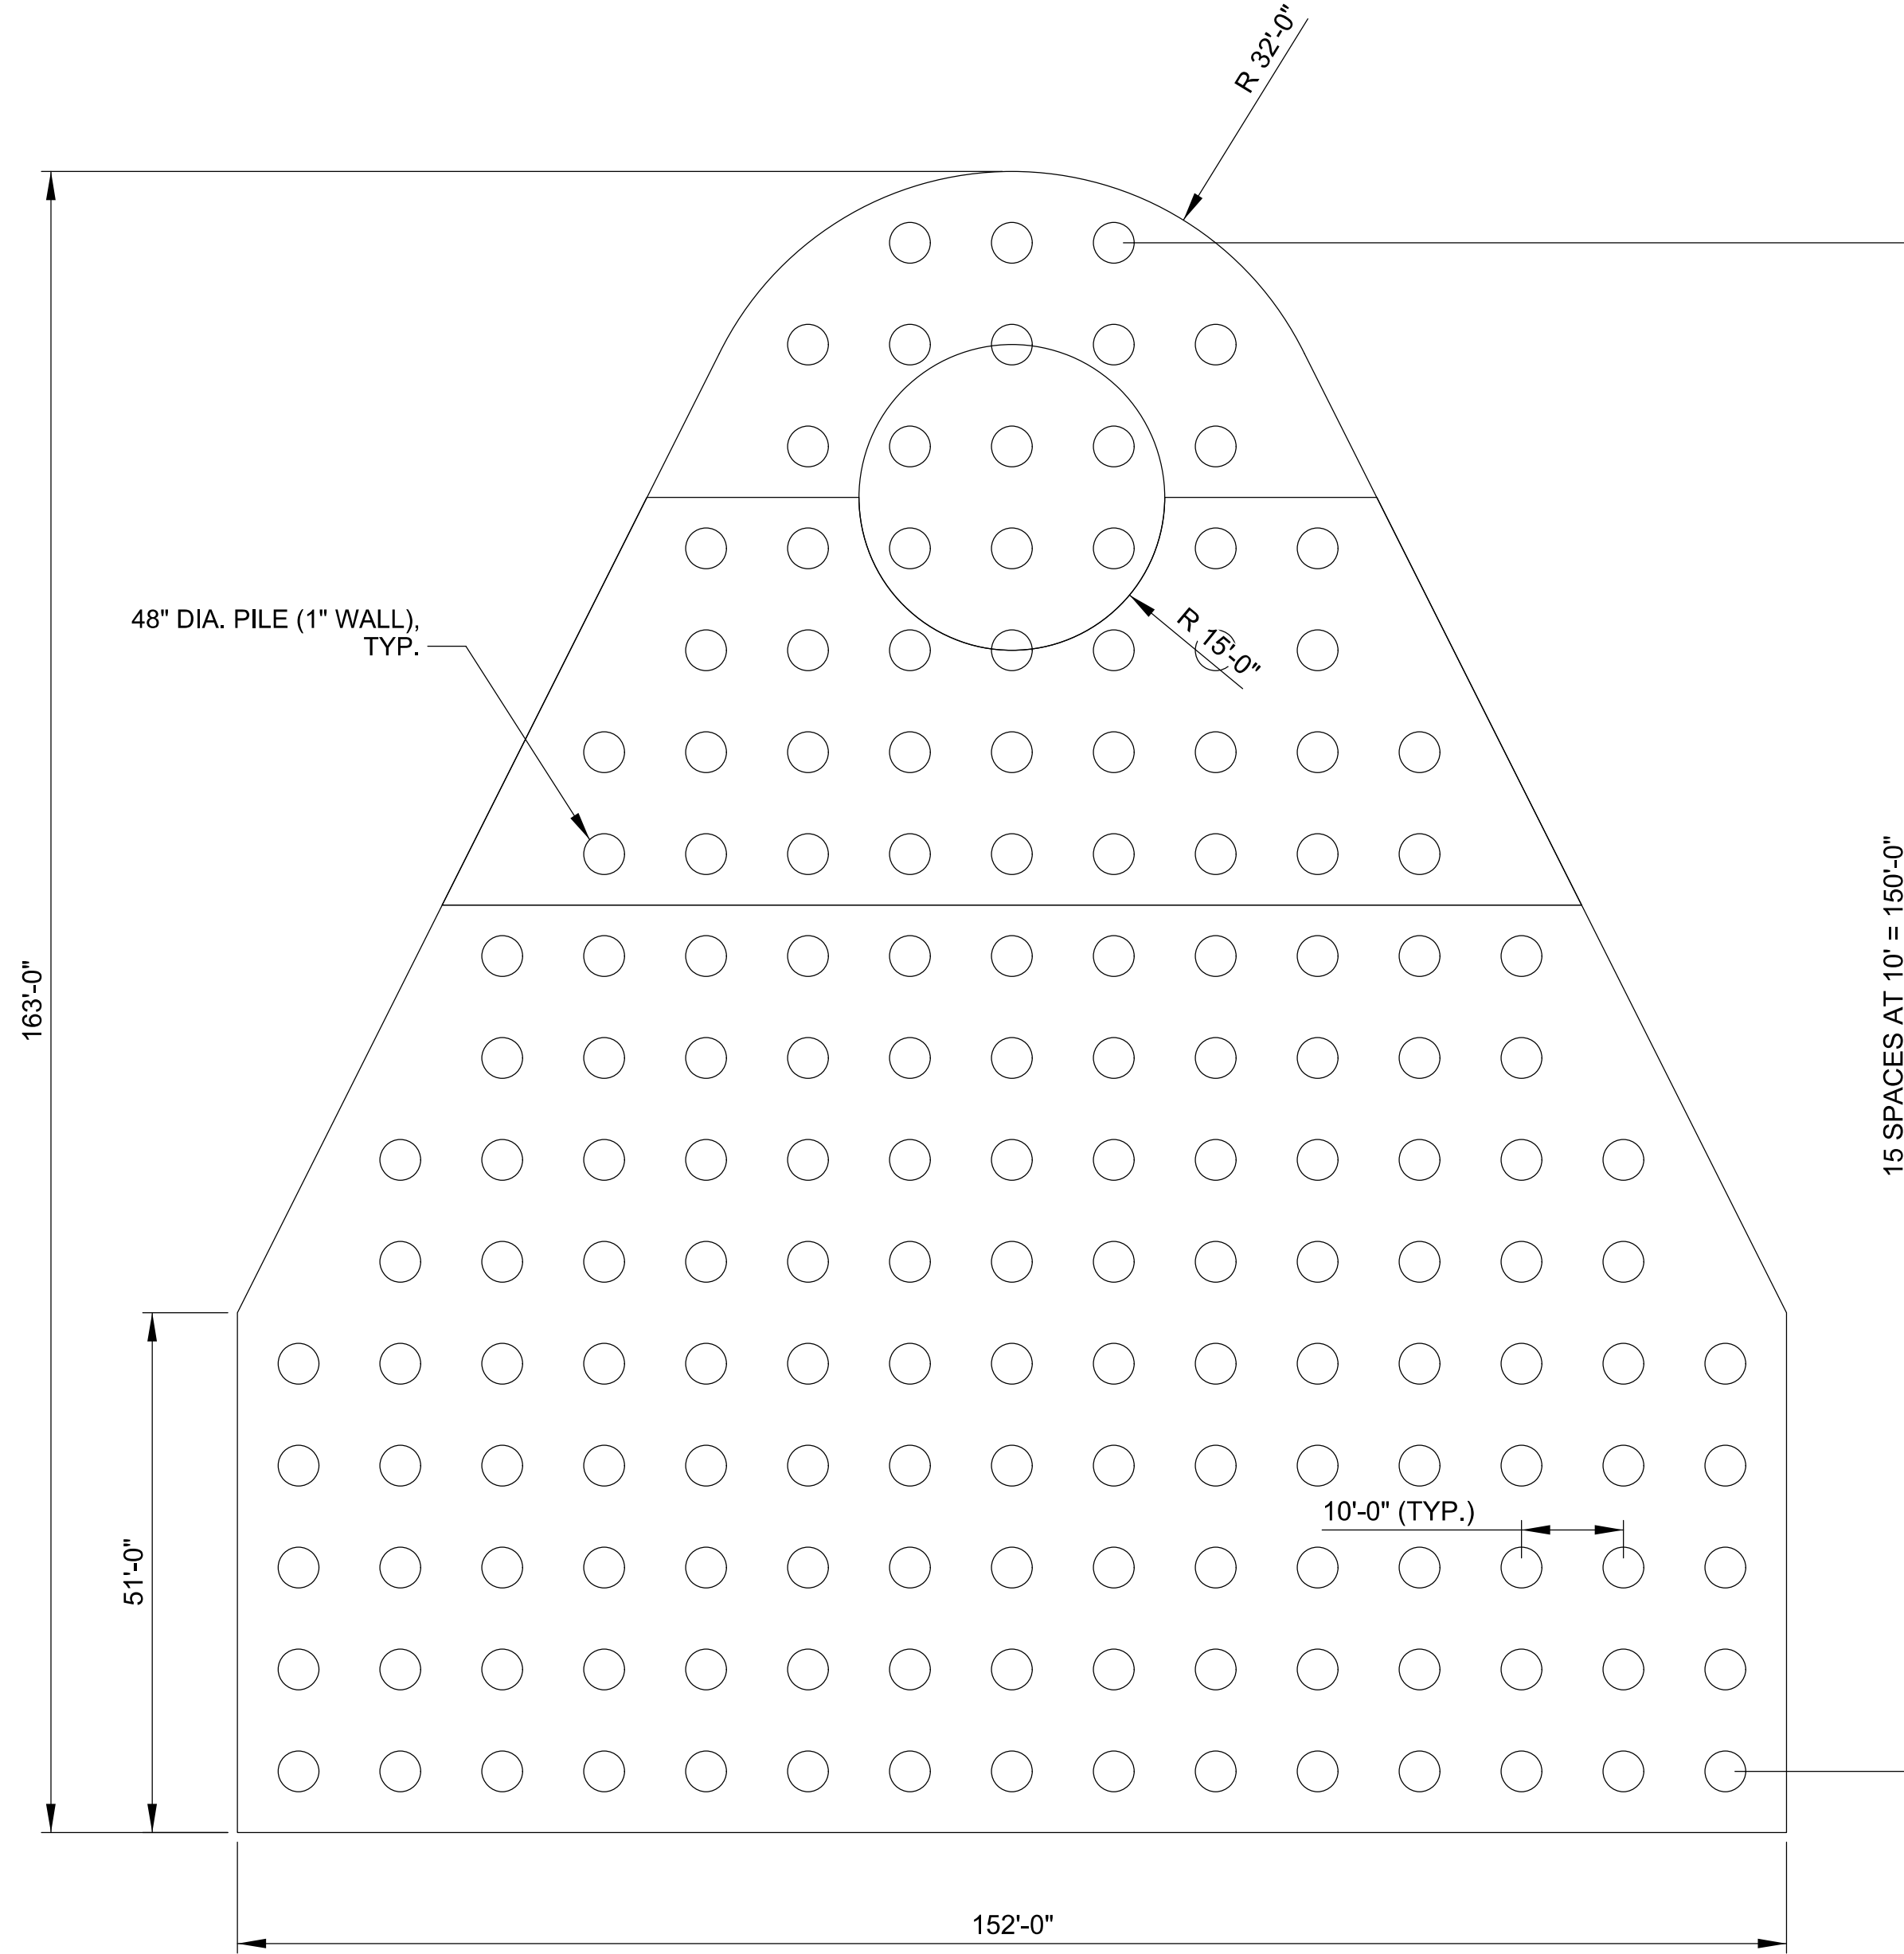 R 32'-0"
48" DIA. PILE (1" WALL),
TYP.
R 15'-0"
15 SPACES AT 10' = 150'-0"
163'-0"
10'-0" (TYP.)
51'-0"
152'-0"